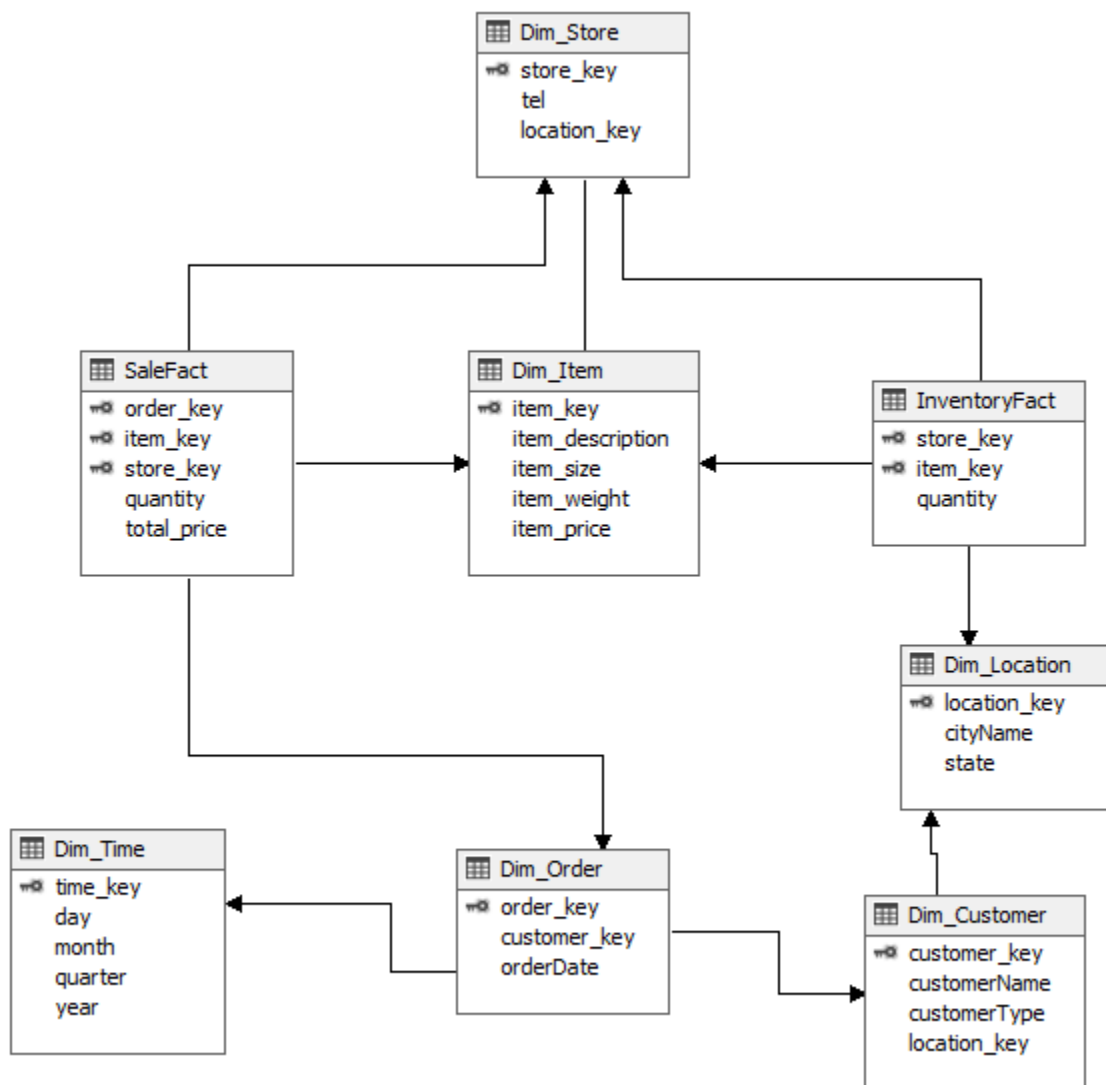 Dim_Store
store_key
tel
location_key
SaleFact
order_key
item_key
store_key
quantity
total_price
Dim_Item
item_key
item_description
item_size
item_weight
item_price
InventoryFact
store_key
item_key
quantity
Dim_Location
location_key
cityName
state
Dim_Time
time_key
day
month
quarter
year
Dim_Order
order_key
customer_key
orderDate
Dim_Customer
customer_key
customerName
customerType
location_key